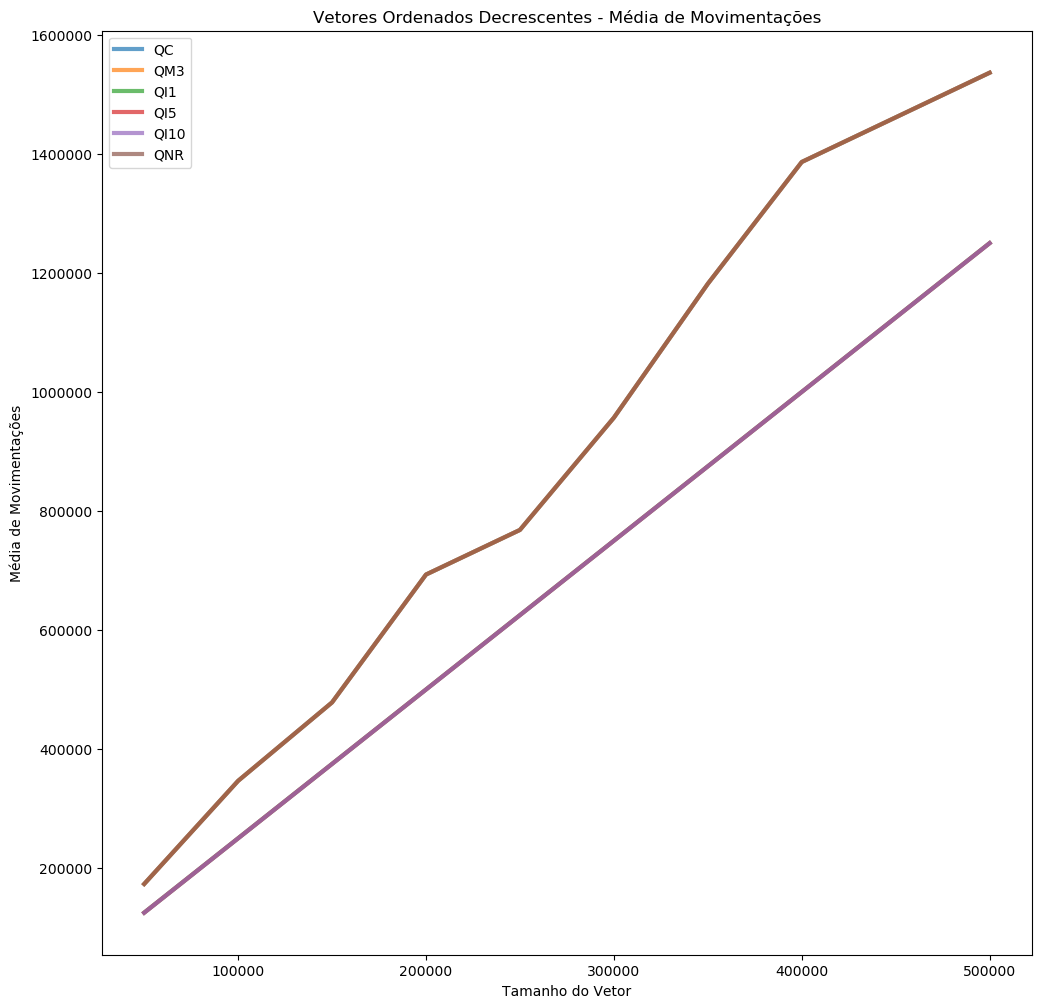 Vetores Ordenados Decrescentes - Média de Movimentações
1600000
1400000
1200000
1000000
800000
600000
400000
200000
Média de Movimentações
QC
QM3
QI1
QI5
QI10
QNR
100000
200000
300000
400000
500000
Tamanho do Vetor